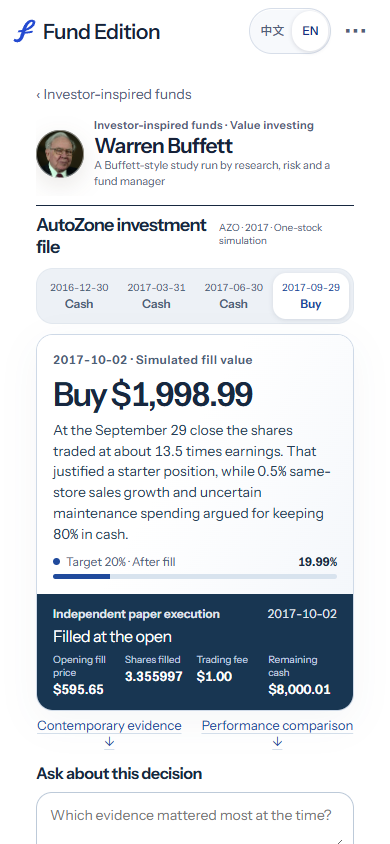 Fund Edition
中文
EN
‹ Investor-inspired funds
Investor-inspired funds · Value investing
Warren Buffett
A Buffett-style study run by research, risk and a
fund manager
AutoZone investment
file
AZO · 2017 · One-stock
simulation
2016-12-30
Cash
2017-03-31
Cash
2017-06-30
Cash
2017-09-29
Buy
2017-10-02 · Simulated fill value
Buy $1,998.99
At the September 29 close the shares
traded at about 13.5 times earnings. That
justified a starter position, while 0.5% same-
store sales growth and uncertain
maintenance spending argued for keeping
80% in cash.
Target 20% · After fill
19.99%
Independent paper execution
2017-10-02
Filled at the open
Opening fill
price
$595.65
Shares filled
3.355997
Trading fee
$1.00
Remaining
cash
$8,000.01
Contemporary evidence
↓
Performance comparison
↓
Ask about this decision
Which evidence mattered most at the time?